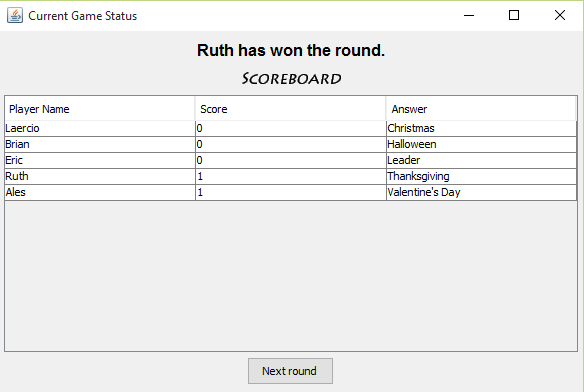 Current Game Status
Ruth has won the round.
Scoreboard
Player Name Score Answer
Laercio 0 Christmas
Brian 0 Halloween
Eric 0 Leader
Ruth 1 Thanksgiving
Ales 1 Valentine's Day
Next round